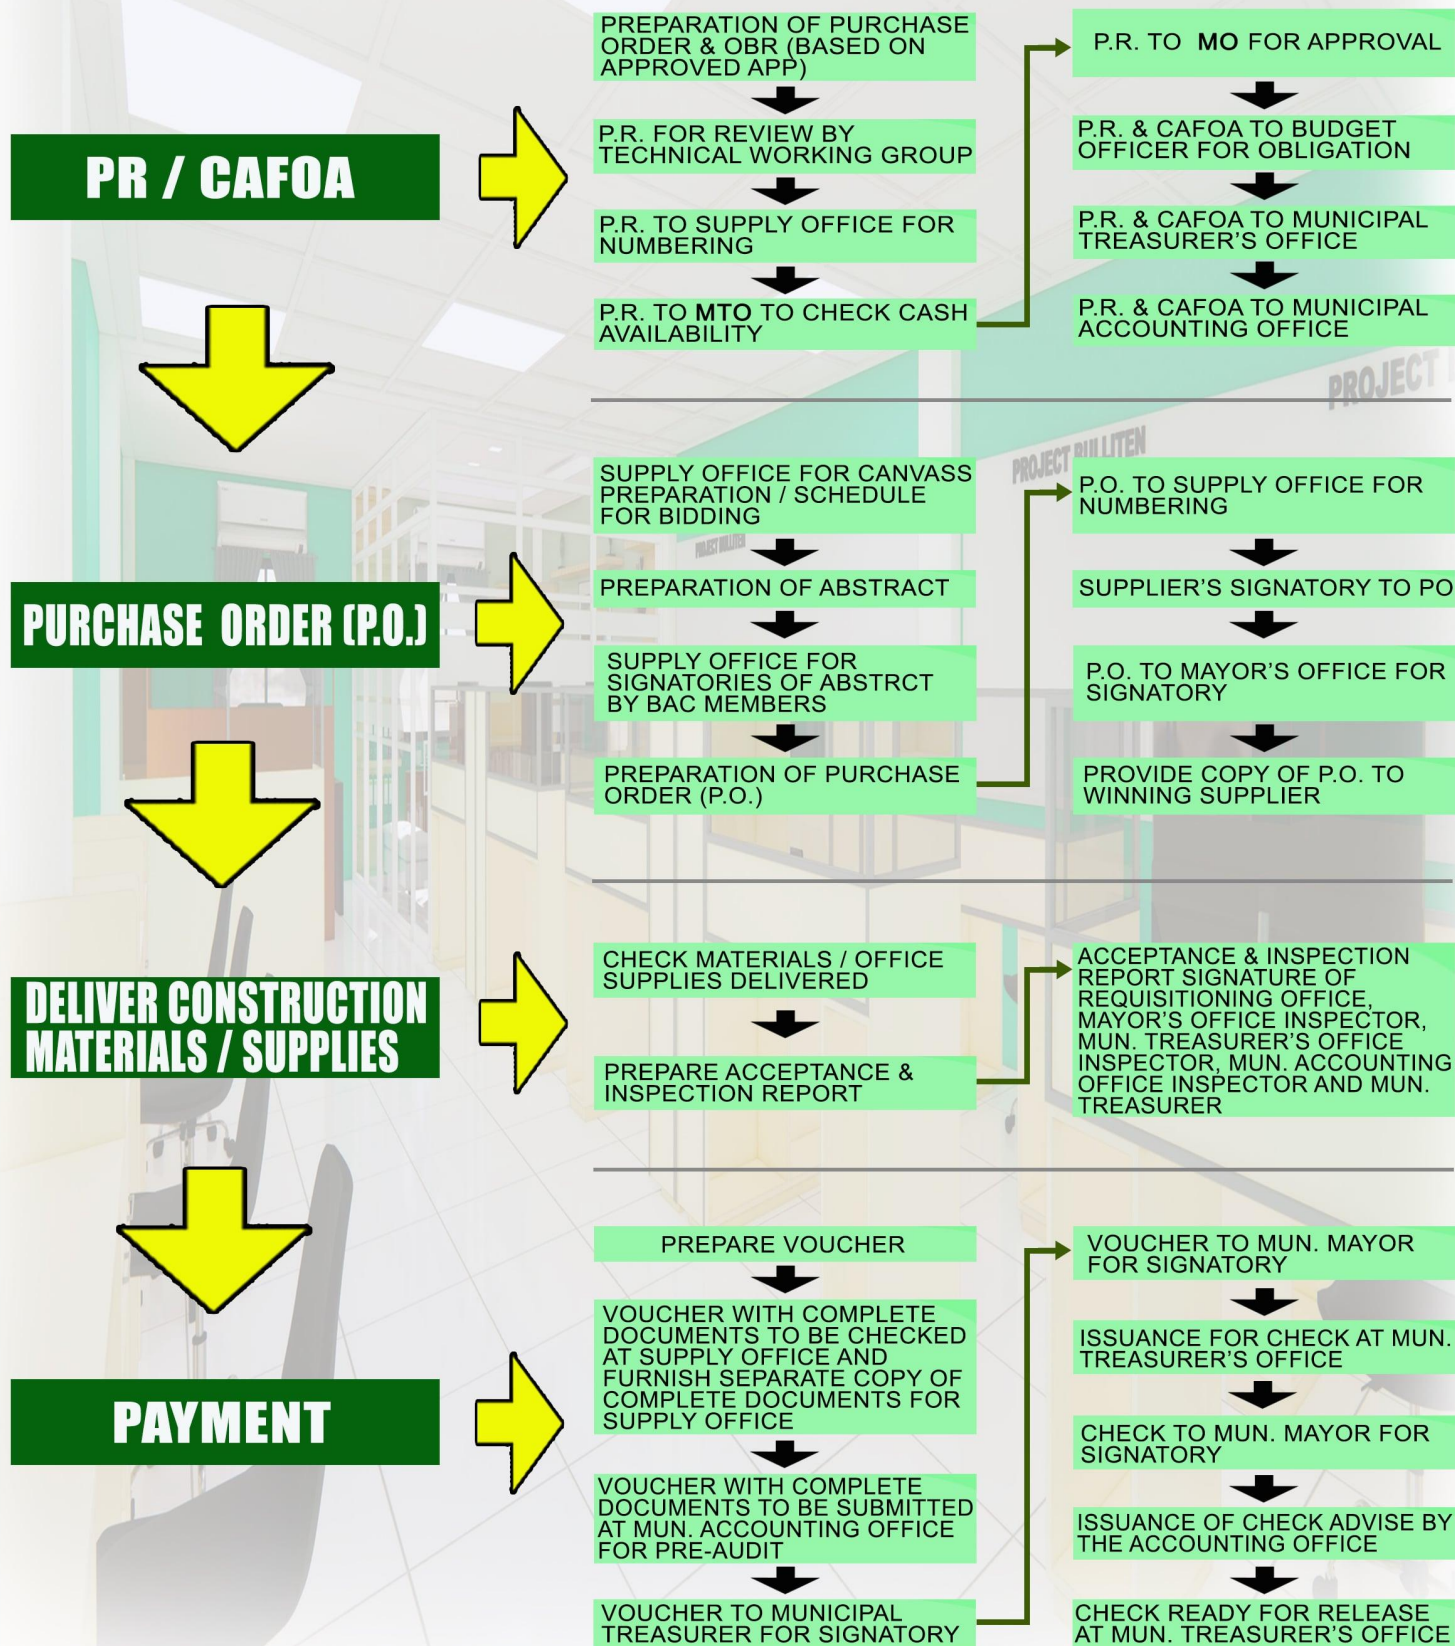 PR / CAFOA
PREPARATION OF PURCHASE
ORDER & OBR (BASED ON
APPROVED APP)
P.R. FOR REVIEW BY
TECHNICAL WORKING GROUP
P.R. TO SUPPLY OFFICE FOR
NUMBERING
P.R. TO MTO TO CHECK CASH
AVAILABILITY
P.R. TO MO FOR APPROVAL
P.R. & CAFOA TO BUDGET
OFFICER FOR OBLIGATION
P.R. & CAFOA TO MUNICIPAL
TREASURER'S OFFICE
P.R. & CAFOA TO MUNICIPAL
ACCOUNTING OFFICE
PROJECT
PROJECT BULLITEN
PROJECT BULLITEN
PURCHASE ORDER (P.O.)
SUPPLY OFFICE FOR CANVASS
PREPARATION / SCHEDULE
FOR BIDDING
PREPARATION OF ABSTRACT
SUPPLY OFFICE FOR
SIGNATORIES OF ABSTRCT
BY BAC MEMBERS
PREPARATION OF PURCHASE
ORDER (P.O.)
P.O. TO SUPPLY OFFICE FOR
NUMBERING
SUPPLIER'S SIGNATORY TO PO
P.O. TO MAYOR'S OFFICE FOR
SIGNATORY
PROVIDE COPY OF P.O. TO
WINNING SUPPLIER
DELIVER CONSTRUCTION
MATERIALS / SUPPLIES
CHECK MATERIALS / OFFICE
SUPPLIES DELIVERED
PREPARE ACCEPTANCE &
INSPECTION REPORT
ACCEPTANCE & INSPECTION
REPORT SIGNATURE OF
REQUISITIONING OFFICE,
MAYOR'S OFFICE INSPECTOR,
MUN. TREASURER'S OFFICE
INSPECTOR, MUN. ACCOUNTING
OFFICE INSPECTOR AND MUN.
TREASURER
PAYMENT
PREPARE VOUCHER
VOUCHER WITH COMPLETE
DOCUMENTS TO BE CHECKED
AT SUPPLY OFFICE AND
FURNISH SEPARATE COPY OF
COMPLETE DOCUMENTS FOR
SUPPLY OFFICE
VOUCHER WITH COMPLETE
DOCUMENTS TO BE SUBMITTED
AT MUN. ACCOUNTING OFFICE
FOR PRE-AUDIT
VOUCHER TO MUNICIPAL
TREASURER FOR SIGNATORY
VOUCHER TO MUN. MAYOR
FOR SIGNATORY
ISSUANCE FOR CHECK AT MUN.
TREASURER'S OFFICE
CHECK TO MUN. MAYOR FOR
SIGNATORY
ISSUANCE OF CHECK ADVISE BY
THE ACCOUNTING OFFICE
CHECK READY FOR RELEASE
AT MUN. TREASURER'S OFFICE